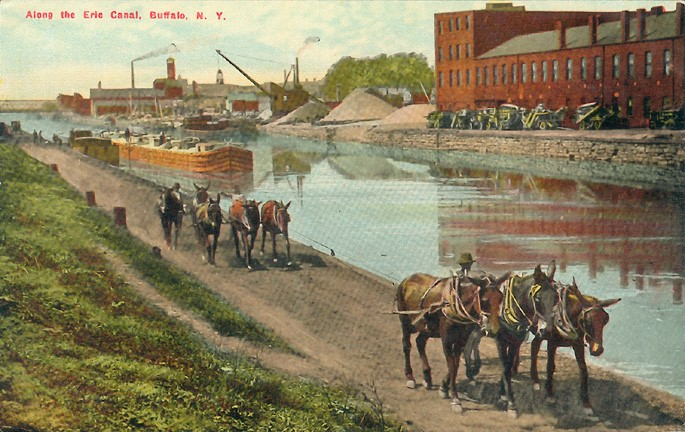 Along the Erie Canal, Buffalo, N. Y.